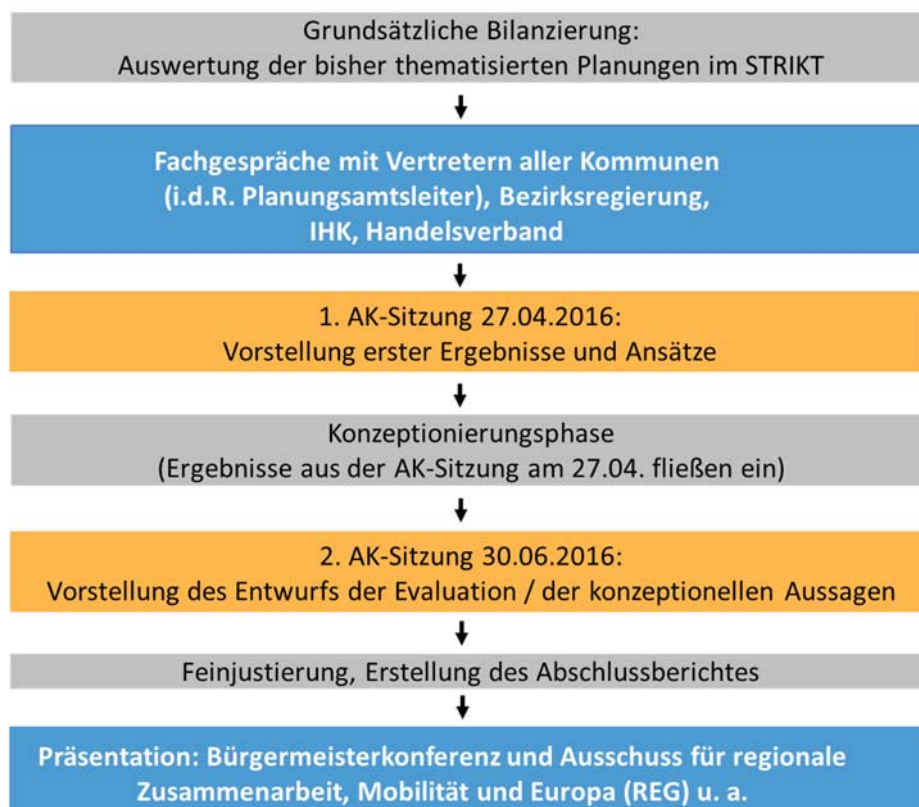 Grundsätzliche Bilanzierung:
Auswertung der bisher thematisierten Planungen im STRIKT
Fachgespräche mit Vertretern aller Kommunen
(i.d.R. Planungsamtsleiter), Bezirksregierung,
IHK, Handelsverband
1. AK-Sitzung 27.04.2016:
Vorstellung erster Ergebnisse und Ansätze
Konzeptionierungsphase
(Ergebnisse aus der AK-Sitzung am 27.04. fließen ein)
2. AK-Sitzung 30.06.2016:
Vorstellung des Entwurfs der Evaluation / der konzeptionellen Aussagen
Feinjustierung, Erstellung des Abschlussberichtes
Präsentation: Bürgermeisterkonferenz und Ausschuss für regionale
Zusammenarbeit, Mobilität und Europa (REG) u. a.